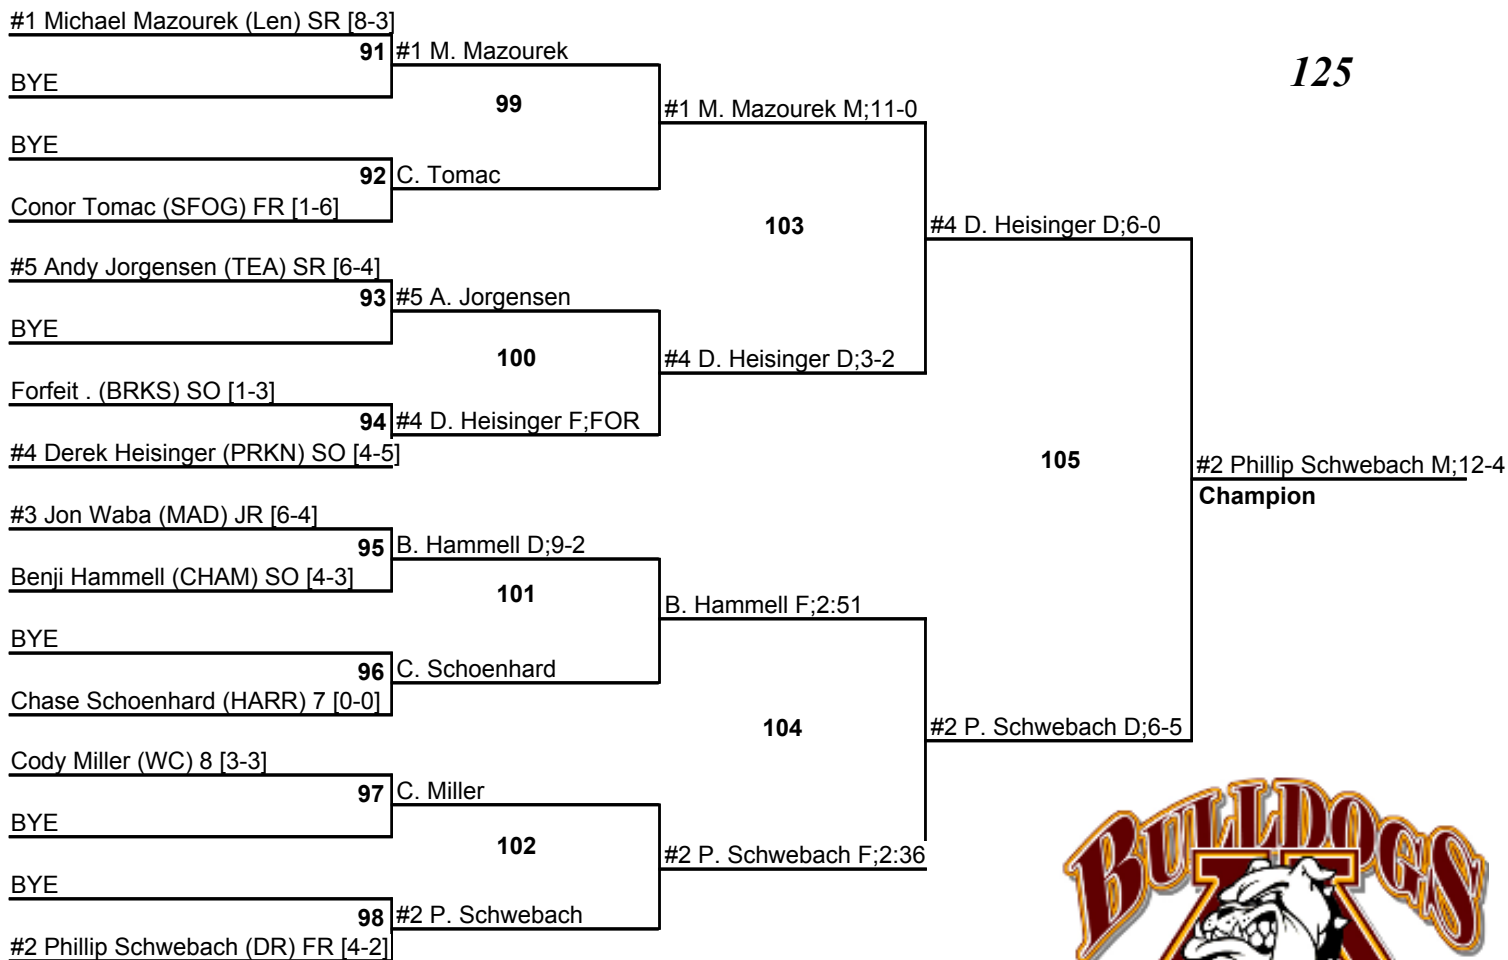 #1 Michael Mazourek (Len) SR [8-3]
91 #1 M. Mazourek
BYE
99
125
#1 M. Mazourek M;11-0
BYE
92 C. Tomac
Conor Tomac (SFOG) FR [1-6]
103
#4 D. Heisinger D;6-0
#5 Andy Jorgensen (TEA) SR [6-4]
93 #5 A. Jorgensen
BYE
100
#4 D. Heisinger D;3-2
Forfeit . (BRKS) SO [1-3]
94 #4 D. Heisinger F;FOR
#4 Derek Heisinger (PRKN) SO [4-5]
105
#2 Phillip Schwebach M;12-4
Champion
#3 Jon Waba (MAD) JR [6-4]
95 B. Hammell D;9-2
Benji Hammell (CHAM) SO [4-3]
101
B. Hammell F;2:51
BYE
96 C. Schoenhard
Chase Schoenhard (HARR) 7 [0-0]
104
#2 P. Schwebach D;6-5
Cody Miller (WC) 8 [3-3]
97 C. Miller
BYE
102
#2 P. Schwebach F;2:36
BYE
98 #2 P. Schwebach
#2 Phillip Schwebach (DR) FR [4-2]
BULLDOGS